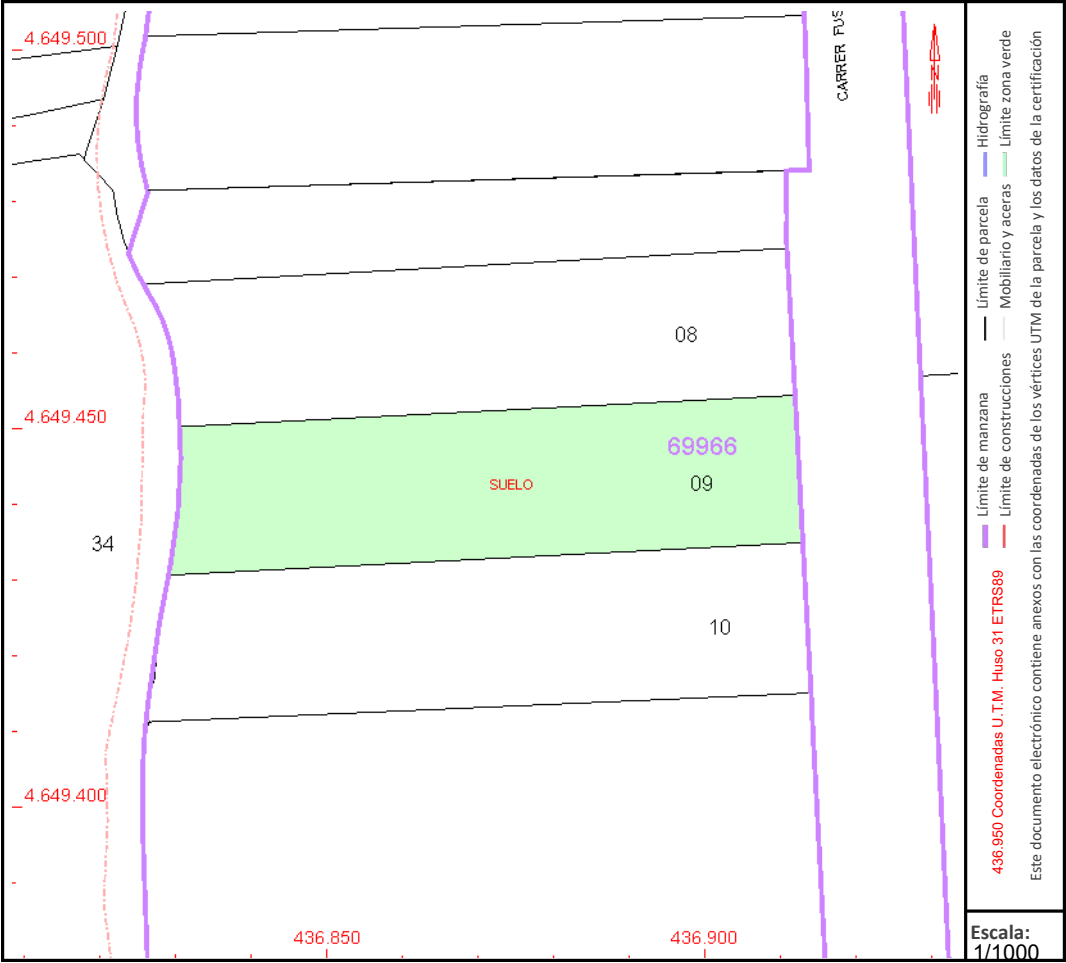 4.649.500
CARRER FUS
08
4.649.450
69966
SUELO
09
34
10
4.649.400
436.850
436.900
N
436.950 Coordenadas U.T.M. Huso 31 ETRS89
Límite de manzana
Límite de construcciones
Límite de parcela
Mobiliario y aceras
Hidrografía
Límite zona verde
Este documento electrónico contiene anexos con las coordenadas de los vértices UTM de la parcela y los datos de la certificación
Escala:
1/1000